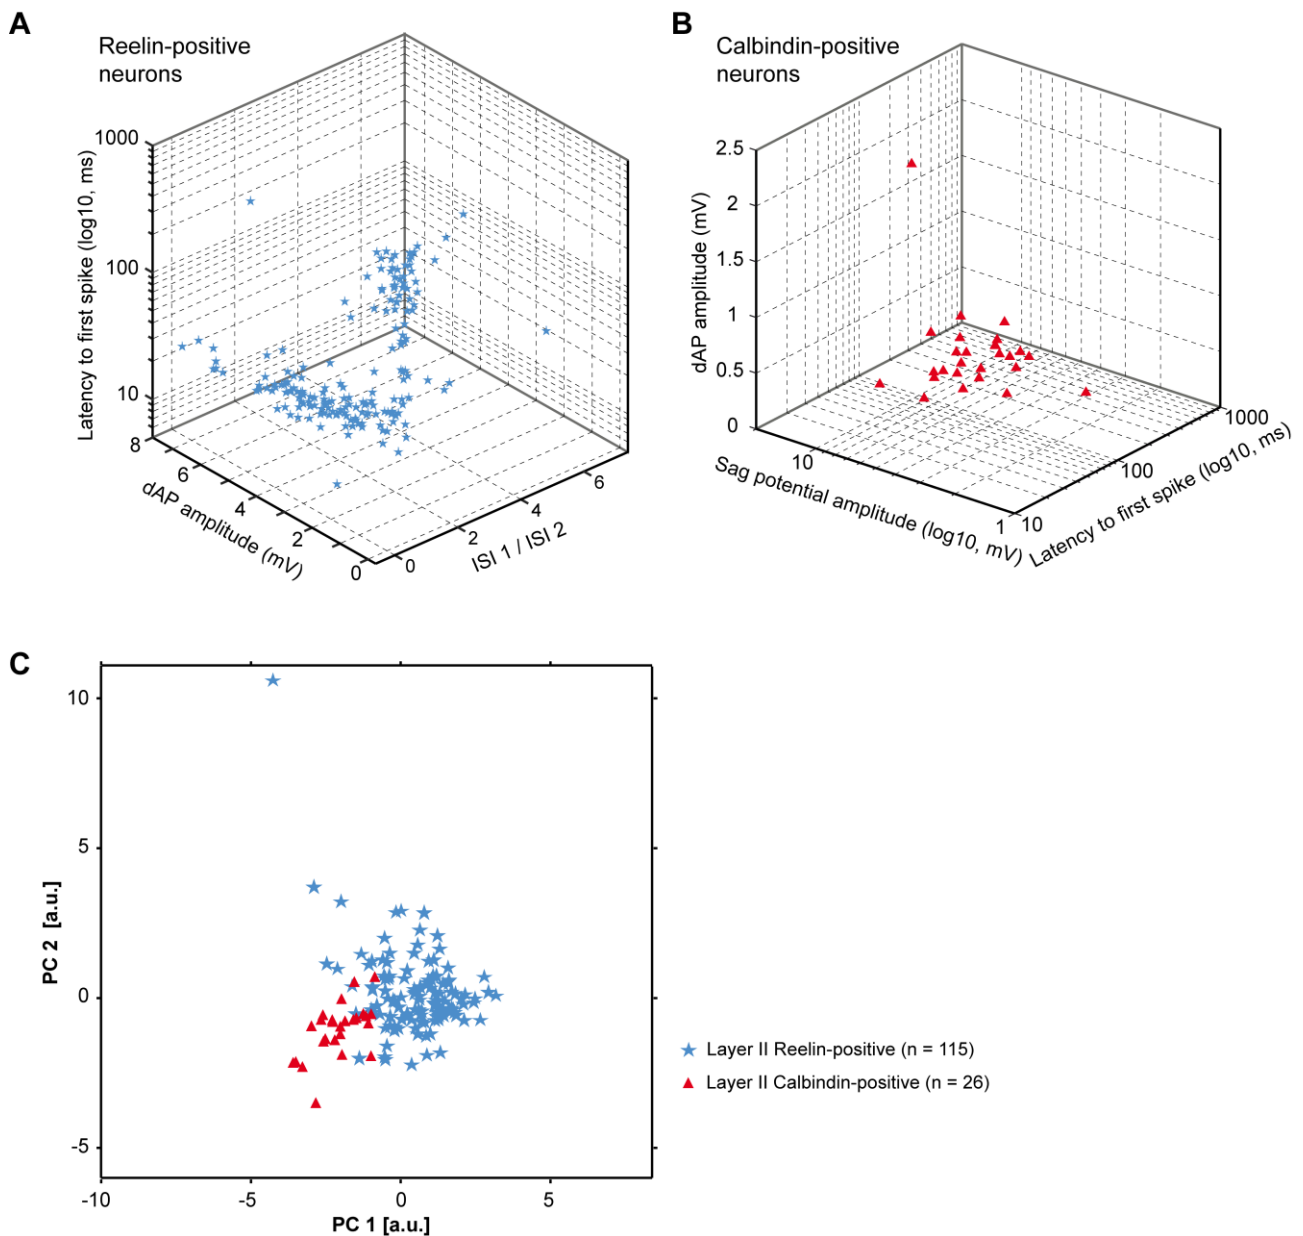 A
Reelin-positive
neurons
1000
100
10
Latency to first spike (log10, ms)
8
6
4
2
0
dAP amplitude (mV)
0
2
4
6
ISI 1 / ISI 2
B
Calbindin-positive
neurons
2.5
2
1.5
1
0.5
0
dAP amplitude (mV)
10
1
Sag potential amplitude (log10, mV)
10
100
1000
Latency to first spike (log10, ms)
C
10
5
0
-5
PC 2 [a.u.]
-10
-5
0
5
PC 1 [a.u.]
Layer II Reelin-positive (n = 115)
Layer II Calbindin-positive (n = 26)